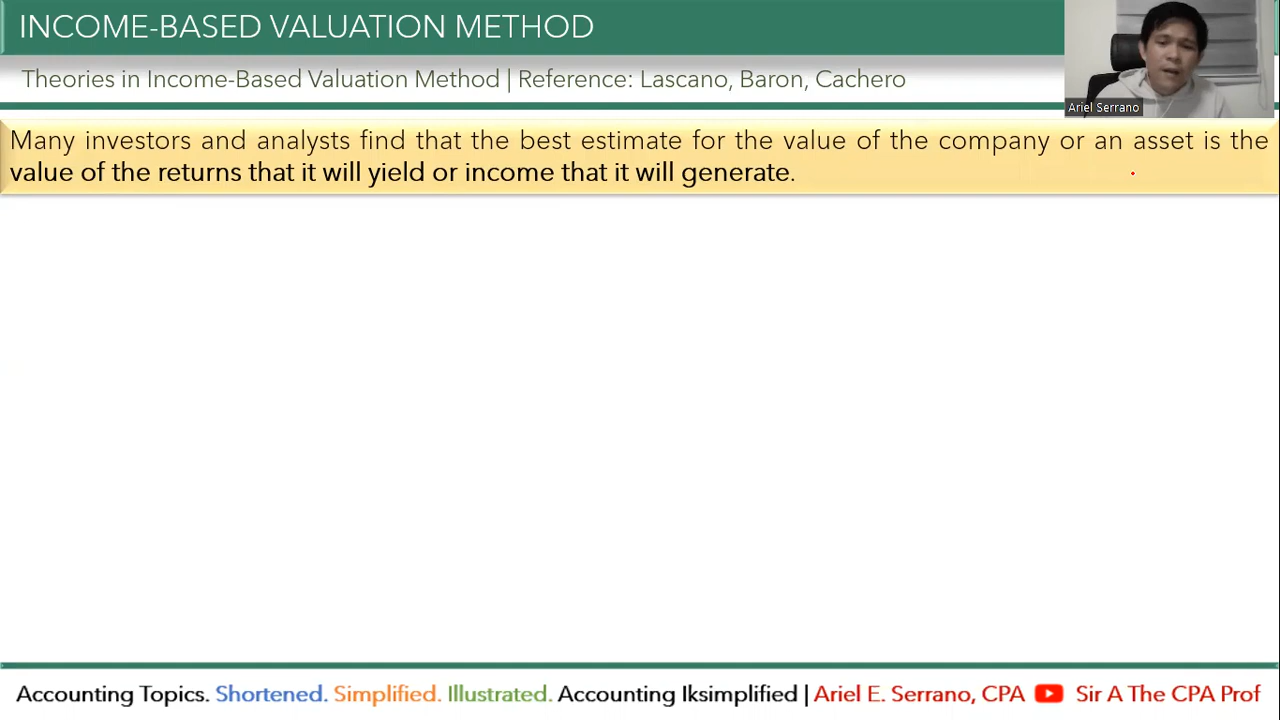 INCOME-BASED VALUATION METHOD
Theories in Income-Based Valuation Method | Reference: Lascano, Baron, Cachero
Ariel Serrano
Many investors and analysts find that the best estimate for the value of the company or an asset is the
value of the returns that it will yield or income that it will generate.
Accounting Topics. Shortened. Simplified. Illustrated. Accounting Iksimplified | Ariel E. Serrano, CPA Sir A The CPA Prof